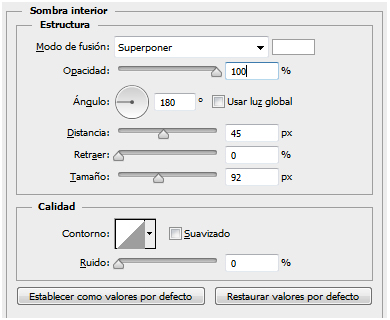 Sombra interior
Estructura
Modo de fusión: Superponer
Opacidad: 100 %
Ángulo: 180 ° Usar luz global
Distancia: 45 px
Retraer: 0 %
Tamaño: 92 px
Calidad
Contorno: Suavizado
Ruido: 0 %
Establecer como valores por defecto Restaurar valores por defecto